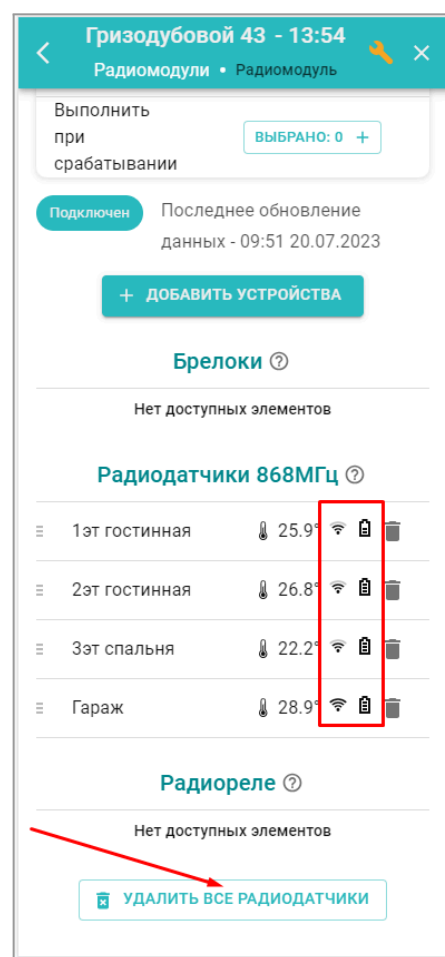 Гризодубовой 43 - 13:54
Радиомодули • Радиомодуль
Выполнить
при
срабатывании
ВЫБРАНО: 0 +
Подключен
Последнее обновление
данных - 09:51 20.07.2023
+ ДОБАВИТЬ УСТРОЙСТВА
Брелоки
Нет доступных элементов
Радиодатчики 868МГц
1эт гостинная 25.9°
2эт гостинная 26.8°
3эт спальня 22.2°
Гараж 28.9°
Радиореле
Нет доступных элементов
УДАЛИТЬ ВСЕ РАДИОДАТЧИКИ